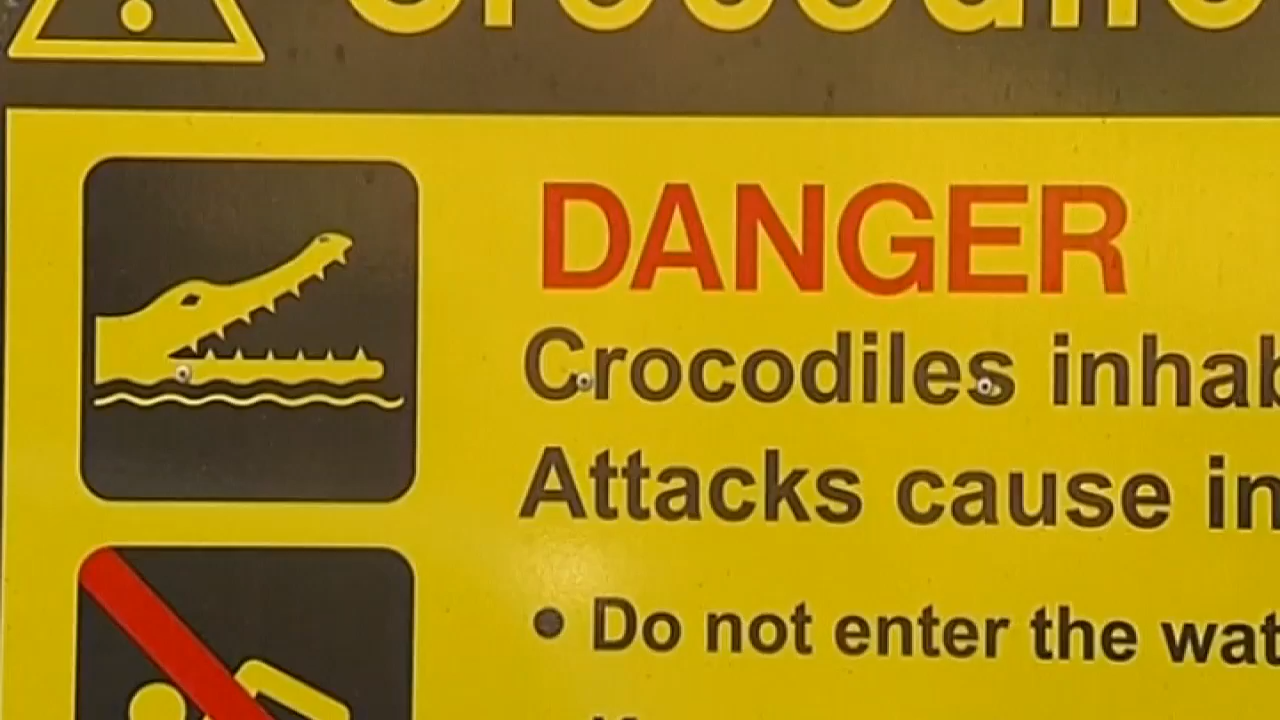 DANGER
Crocodiles inhab
Attacks cause in
• Do not enter the wat